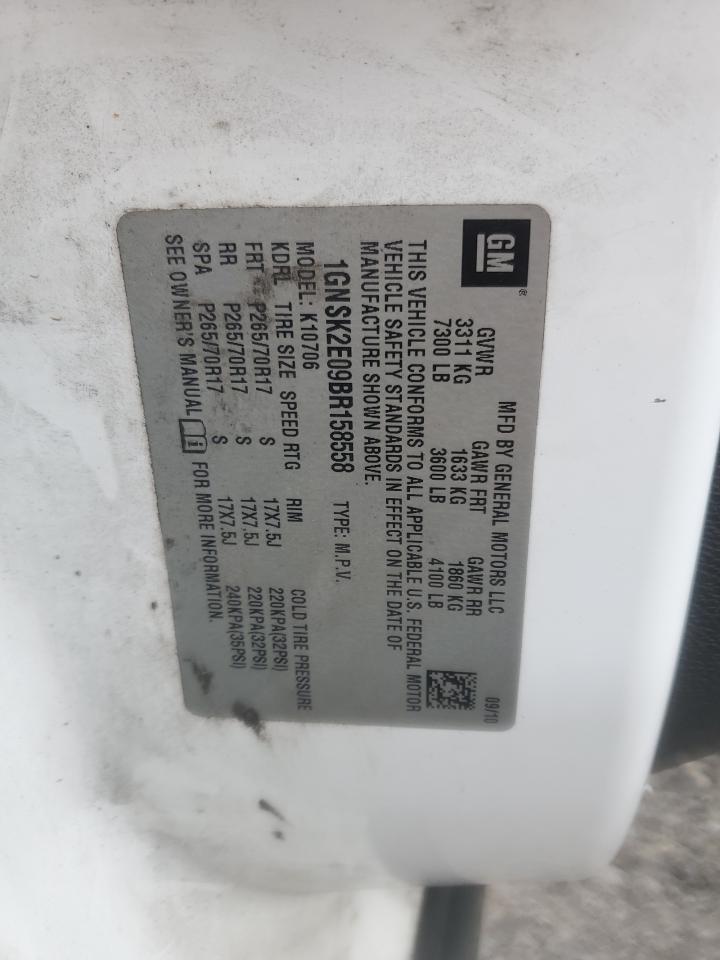 GM ®
MFD BY GENERAL MOTORS LLC 09/10
GVWR GAWR FRT GAWR RR
3311 KG 1633 KG 1860 KG
7300 LB 3600 LB 4100 LB
THIS VEHICLE CONFORMS TO ALL APPLICABLE U.S. FEDERAL MOTOR
VEHICLE SAFETY STANDARDS IN EFFECT ON THE DATE OF
MANUFACTURE SHOWN ABOVE.
1GNSK2E09BR158558 TYPE: M.P.V.
MODEL: K10706
KDRL TIRE SIZE SPEED RTG RIM COLD TIRE PRESSURE
FRT P265/70R17 S 17X7.5J 220KPA(32PSI)
RR P265/70R17 S 17X7.5J 220KPA(32PSI)
SPA P265/70R17 S 17X7.5J 240KPA(35PSI)
SEE OWNER'S MANUAL i FOR MORE INFORMATION.